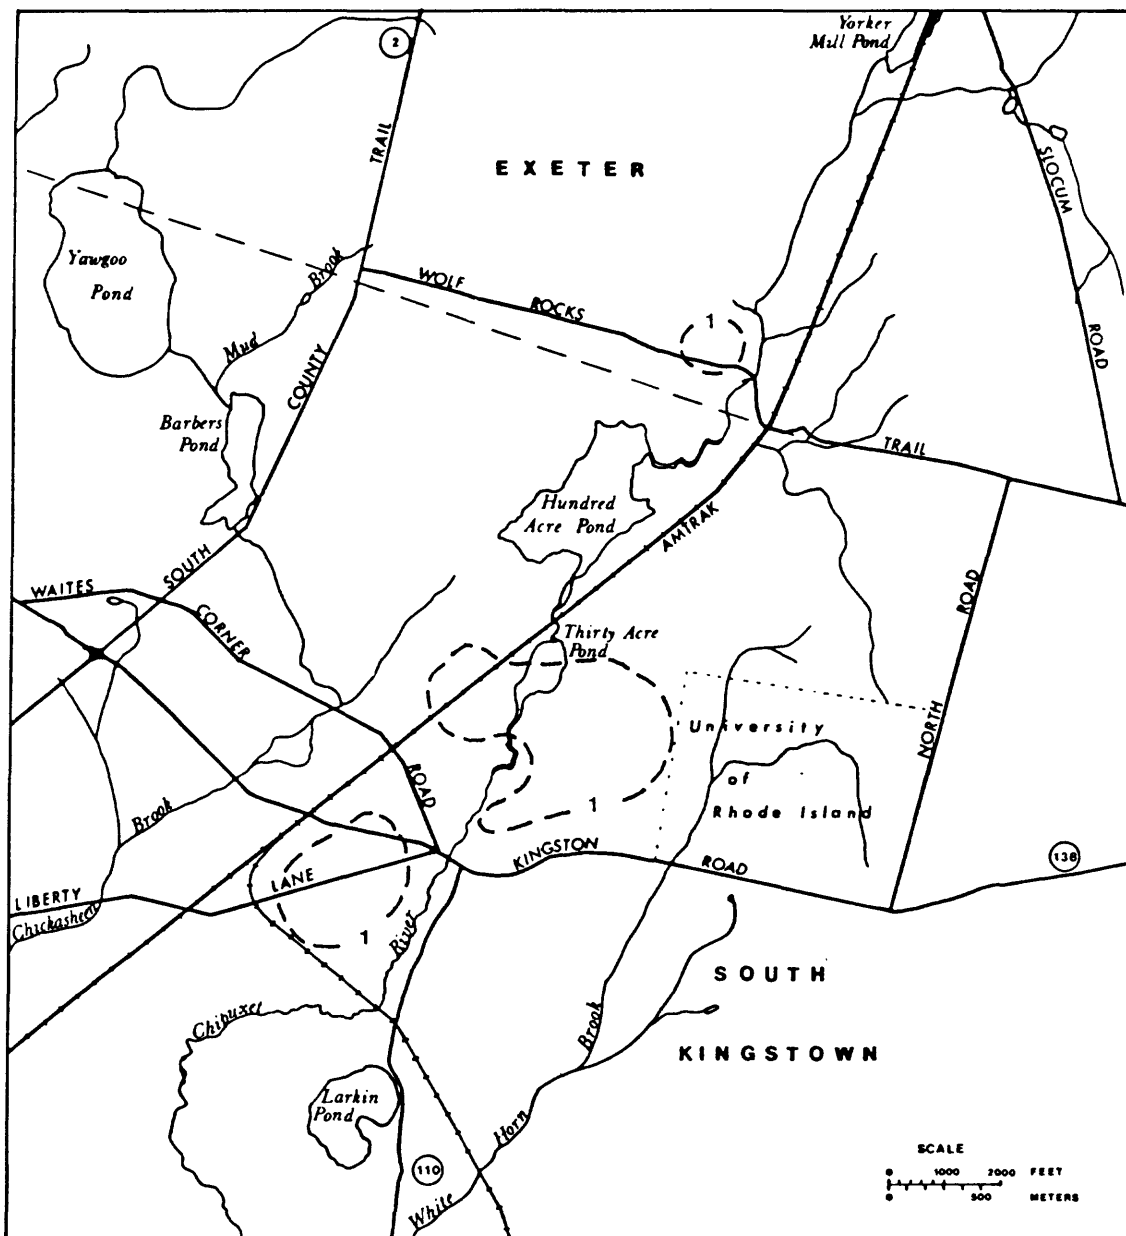 Yorker
Mill Pond
2
TRAIL
EXETER
SLOCUM
ROAD
Yawgoo
Pond
Mud Brook
WOLF ROCKS
1
COUNTY
Barbers
Pond
TRAIL
Hundred
Acre Pond
AMTRAK
SOUTH
WAITES
CORNER
ROAD
ROAD
NORTH
Thirty Acre
Pond
University
of
Rhode Island
1
Brook
KINGSTON
ROAD
138
LIBERTY
LANE
Chickasheen
1
River
SOUTH
KINGSTOWN
Chipuxet
Brook
Larkin
Pond
Horn
White
110
SCALE
0 1000 2000 FEET
0 500 METERS